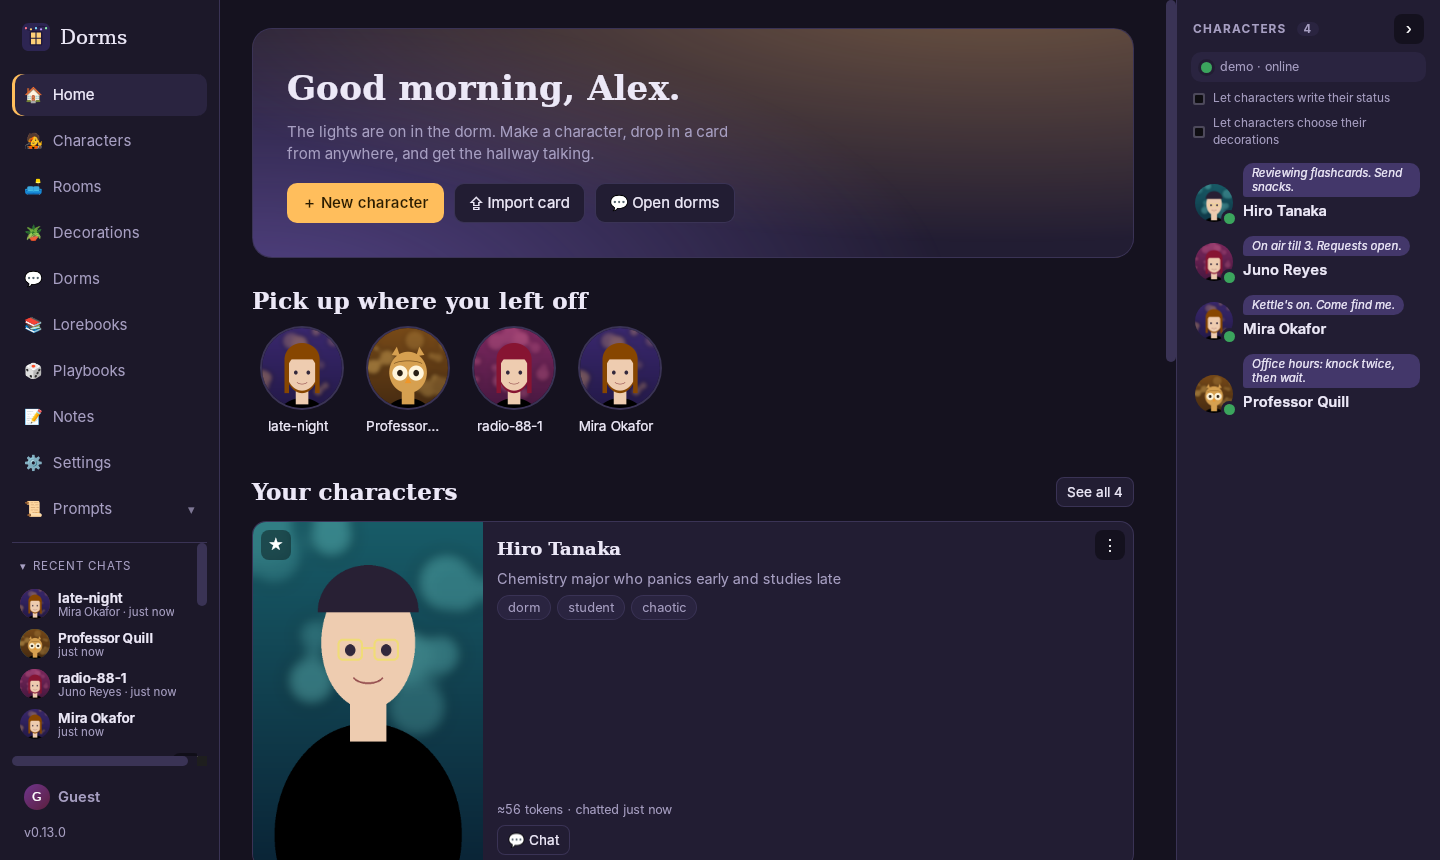 Dorms
Home
Characters
Rooms
Decorations
Dorms
Lorebooks
Playbooks
Notes
Settings
Prompts
RECENT CHATS
late-night
Mira Okafor · just now
Professor Quill
just now
radio-88-1
Juno Reyes · just now
Mira Okafor
just now
G Guest
v0.13.0
Good morning, Alex.
The lights are on in the dorm. Make a character, drop in a card
from anywhere, and get the hallway talking.
+ New character
Import card
Open dorms
Pick up where you left off
late-night
Professor...
radio-88-1
Mira Okafor
Your characters
See all 4
Hiro Tanaka
Chemistry major who panics early and studies late
dorm
student
chaotic
≈56 tokens · chatted just now
Chat
CHARACTERS 4
demo · online
Let characters write their status
Let characters choose their
decorations
Reviewing flashcards. Send
snacks.
Hiro Tanaka
On air till 3. Requests open.
Juno Reyes
Kettle's on. Come find me.
Mira Okafor
Office hours: knock twice,
then wait.
Professor Quill